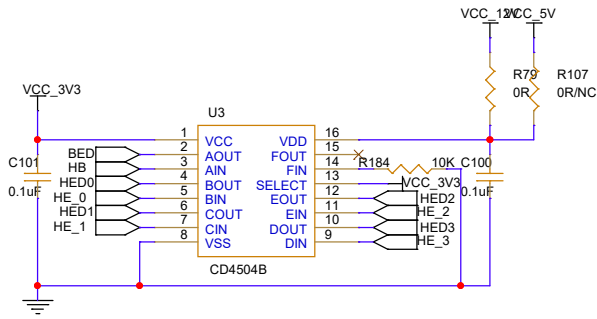 VCC_12V VCC_5V
R79 R107
0R 0R/NC
VCC_3V3
U3
1 VCC VDD 16
BED 2 AOUT FOUT 15
C101 HB 3 AIN FIN 14 R184 10K C100
HED0 4 BOUT SELECT 13 VCC_3V3
0.1uF HE_0 5 BIN EOUT 12 HED2 0.1uF
HED1 6 COUT EIN 11 HE_2
HE_1 7 CIN DOUT 10 HED3
8 VSS DIN 9 HE_3
CD4504B